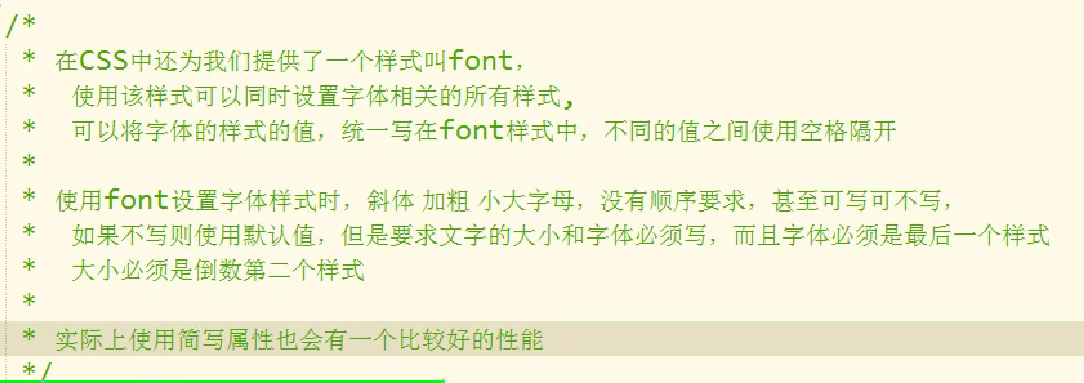 /*
* 在CSS中还为我们提供了一个样式叫font，
* 使用该样式可以同时设置字体相关的所有样式,
* 可以将字体的样式的值，统一写在font样式中，不同的值之间使用空格隔开
*
* 使用font设置字体样式时，斜体 加粗 小大字母，没有顺序要求，甚至可写可不写，
* 如果不写则使用默认值，但是要求文字的大小和字体必须写，而且字体必须是最后一个样式
* 大小必须是倒数第二个样式
*
* 实际上使用简写属性也会有一个比较好的性能
*/